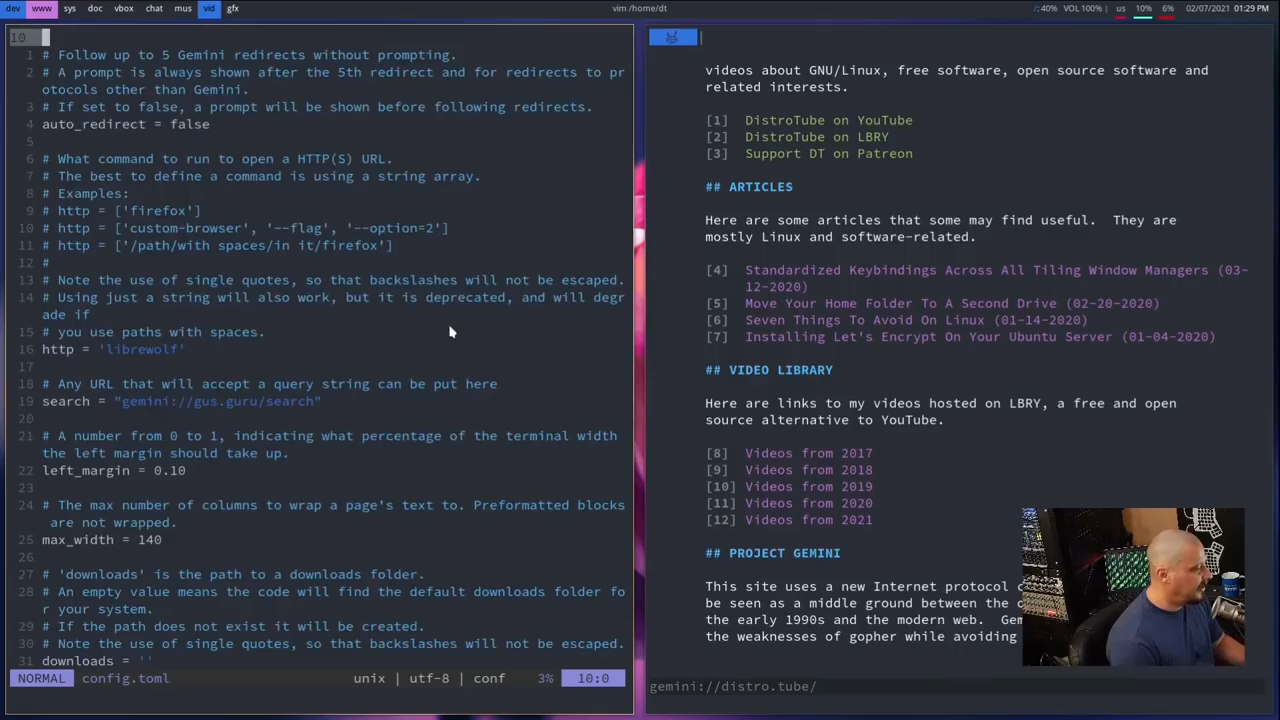 dev www sys doc vbox chat mus vid gfx
vim /home/dt
40% VOL 100% | us 10% 6% 02/07/2021 01:29 PM
10
1 # Follow up to 5 Gemini redirects without prompting.
2 # A prompt is always shown after the 5th redirect and for redirects to pr
otocols other than Gemini.
3 # If set to false, a prompt will be shown before following redirects.
4 auto_redirect = false
5
6 # What command to run to open a HTTP(S) URL.
7 # The best to define a command is using a string array.
8 # Examples:
9 # http = ['firefox']
10 # http = ['custom-browser', '--flag', '--option=2']
11 # http = ['/path/with spaces/in it/firefox']
12 #
13 # Note the use of single quotes, so that backslashes will not be escaped.
14 # Using just a string will also work, but it is deprecated, and will degr
ade if
15 # you use paths with spaces.
16 http = 'librewolf'
17
18 # Any URL that will accept a query string can be put here
19 search = "gemini://gus.guru/search"
20
21 # A number from 0 to 1, indicating what percentage of the terminal width
the left margin should take up.
22 left_margin = 0.10
23
24 # The max number of columns to wrap a page's text to. Preformatted blocks
are not wrapped.
25 max_width = 140
26
27 # 'downloads' is the path to a downloads folder.
28 # An empty value means the code will find the default downloads folder fo
r your system.
29 # If the path does not exist it will be created.
30 # Note the use of single quotes, so that backslashes will not be escaped.
31 downloads = ''
NORMAL config.toml unix | utf-8 | conf 3% 10:0
videos about GNU/Linux, free software, open source software and
related interests.
[1] DistroTube on YouTube
[2] DistroTube on LBRY
[3] Support DT on Patreon
## ARTICLES
Here are some articles that some may find useful. They are
mostly Linux and software-related.
[4] Standardized Keybindings Across All Tiling Window Managers (03-
12-2020)
[5] Move Your Home Folder To A Second Drive (02-20-2020)
[6] Seven Things To Avoid On Linux (01-14-2020)
[7] Installing Let's Encrypt On Your Ubuntu Server (01-04-2020)
## VIDEO LIBRARY
Here are links to my videos hosted on LBRY, a free and open
source alternative to YouTube.
[8] Videos from 2017
[9] Videos from 2018
[10] Videos from 2019
[11] Videos from 2020
[12] Videos from 2021
## PROJECT GEMINI
This site uses a new Internet protocol
be seen as a middle ground between the
the early 1990s and the modern web.
the weaknesses of gopher while avoiding
gemini://distro.tube/